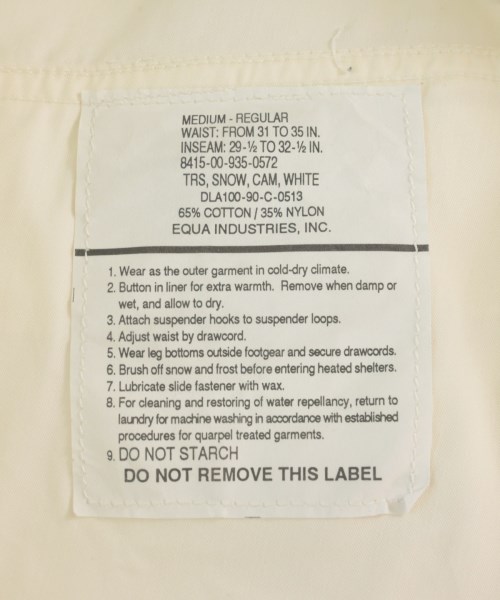 MEDIUM - REGULAR
WAIST: FROM 31 TO 35 IN.
INSEAM: 29-½ TO 32-½ IN.
8415-00-935-0572
TRS, SNOW, CAM, WHITE
DLA100-90-C-0513
65% COTTON / 35% NYLON
EQUA INDUSTRIES, INC.
1. Wear as the outer garment in cold-dry climate.
2. Button in liner for extra warmth. Remove when damp or
wet, and allow to dry.
3. Attach suspender hooks to suspender loops.
4. Adjust waist by drawcord.
5. Wear leg bottoms outside footgear and secure drawcords.
6. Brush off snow and frost before entering heated shelters.
7. Lubricate slide fastener with wax.
8. For cleaning and restoring of water repellancy, return to
laundry for machine washing in accordance with established
procedures for quarpel treated garments.
9. DO NOT STARCH
DO NOT REMOVE THIS LABEL